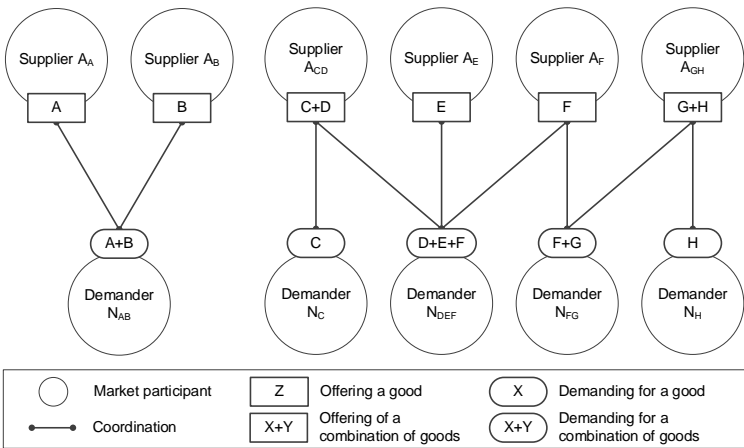 Supplier A_A
Supplier A_B
Supplier
A_CD
Supplier A_E
Supplier A_F
Supplier
A_GH
A
B
C+D
E
F
G+H
A+B
C
D+E+F
F+G
H
Demander
N_AB
Demander
N_C
Demander
N_DEF
Demander
N_FG
Demander
N_H
Market participant
Z
Offering a good
X
Demanding for a good
Coordination
X+Y
Offering of a
combination of goods
X+Y
Demanding for a
combination of goods